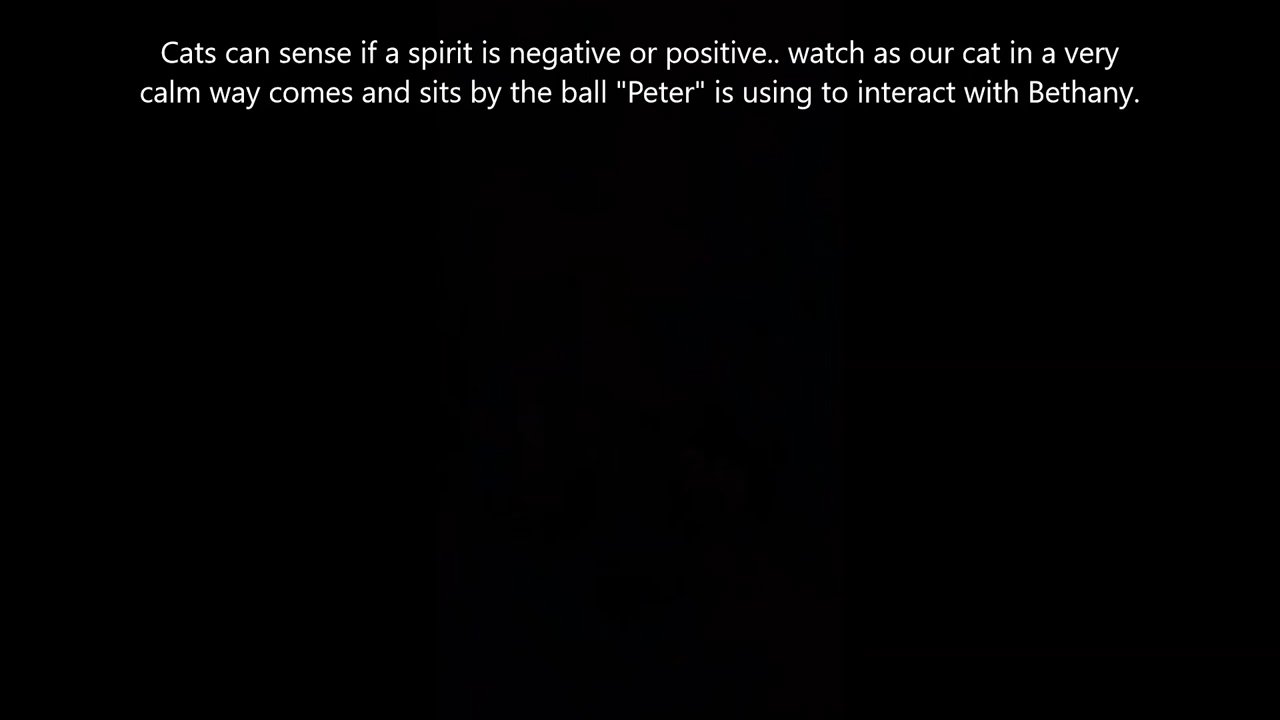 Cats can sense if a spirit is negative or positive.. watch as our cat in a very
calm way comes and sits by the ball "Peter" is using to interact with Bethany.